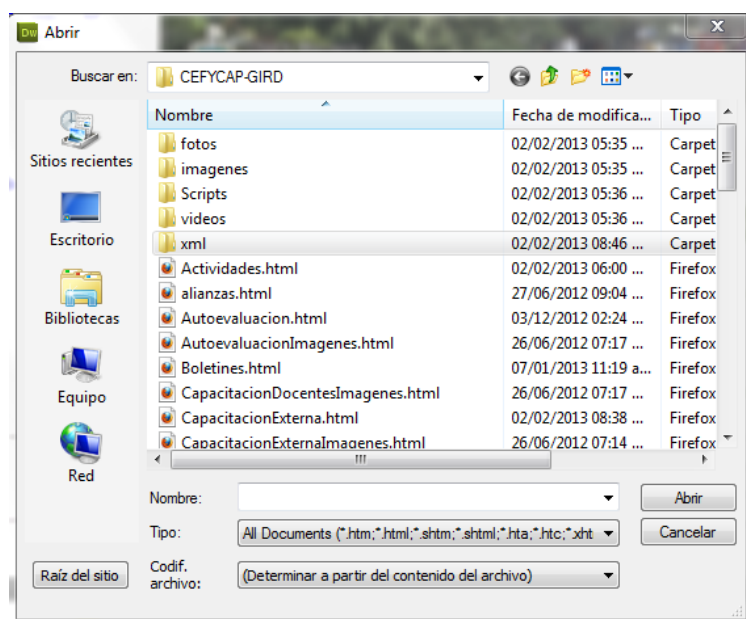 Dw Abrir
Buscar en: CEFYCAP-GIRD
Nombre Fecha de modifica... Tipo
fotos 02/02/2013 05:35 ... Carpet
imagenes 02/02/2013 05:35 ... Carpet
Scripts 02/02/2013 05:36 ... Carpet
videos 02/02/2013 05:36 ... Carpet
xml 02/02/2013 08:46 ... Carpet
Actividades.html 02/02/2013 06:00 ... Firefox
alianzas.html 27/06/2012 09:04 ... Firefox
Autoevaluacion.html 03/12/2012 02:24 ... Firefox
AutoevaluacionImagenes.html 26/06/2012 07:17 ... Firefox
Boletines.html 07/01/2013 11:19 a... Firefox
CapacitacionDocentesImagenes.html 26/06/2012 07:17 ... Firefox
CapacitacionExterna.html 02/02/2013 08:38 ... Firefox
CapacitacionExternaImagenes.html 26/06/2012 07:14 ... Firefox
Sitios recientes
Escritorio
Bibliotecas
Equipo
Red
Nombre: Abrir
Tipo: All Documents (*.htm;*.html;*.shtm;*.shtml;*.hta;*.htc;*.xht Cancelar
Raíz del sitio
Codif.
archivo: (Determinar a partir del contenido del archivo)